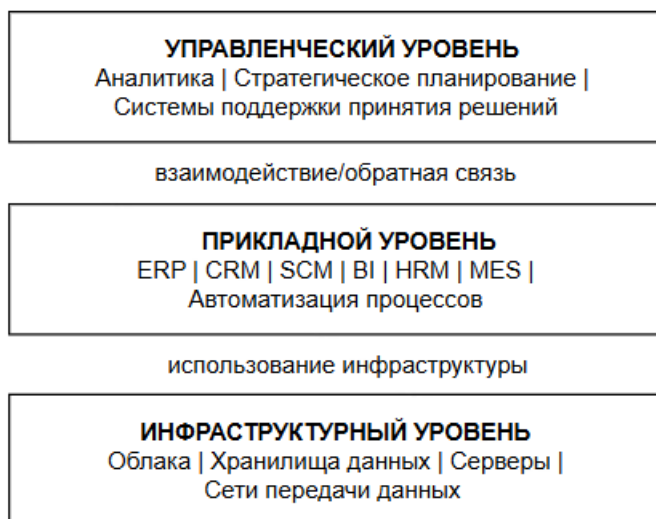 УПРАВЛЕНЧЕСКИЙ УРОВЕНЬ
Аналитика | Стратегическое планирование |
Системы поддержки принятия решений
взаимодействие/обратная связь
ПРИКЛАДНОЙ УРОВЕНЬ
ERP | CRM | SCM | BI | HRM | MES |
Автоматизация процессов
использование инфраструктуры
ИНФРАСТРУКТУРНЫЙ УРОВЕНЬ
Облака | Хранилища данных | Серверы |
Сети передачи данных